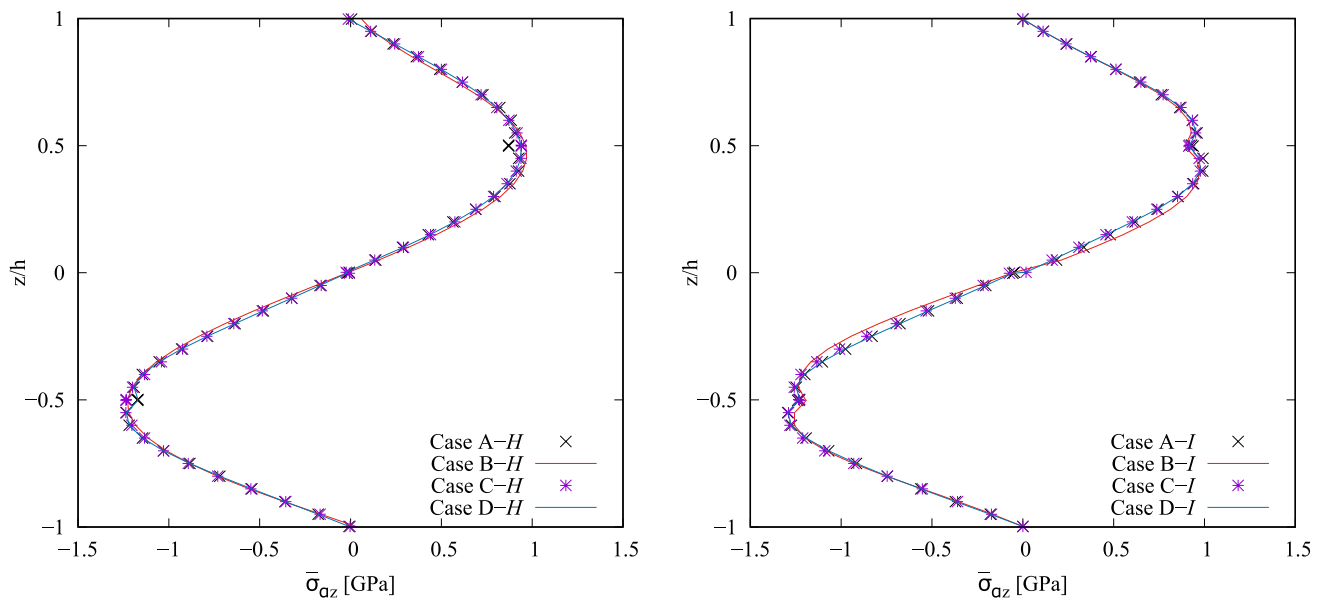 1
0.5
0
−0.5
−1
z/h
−1.5 −1 −0.5 0 0.5 1 1.5
σ̅αz [GPa]
Case A−H
Case B−H
Case C−H
Case D−H
1
0.5
0
−0.5
−1
z/h
−1.5 −1 −0.5 0 0.5 1 1.5
σ̅αz [GPa]
Case A−I
Case B−I
Case C−I
Case D−I